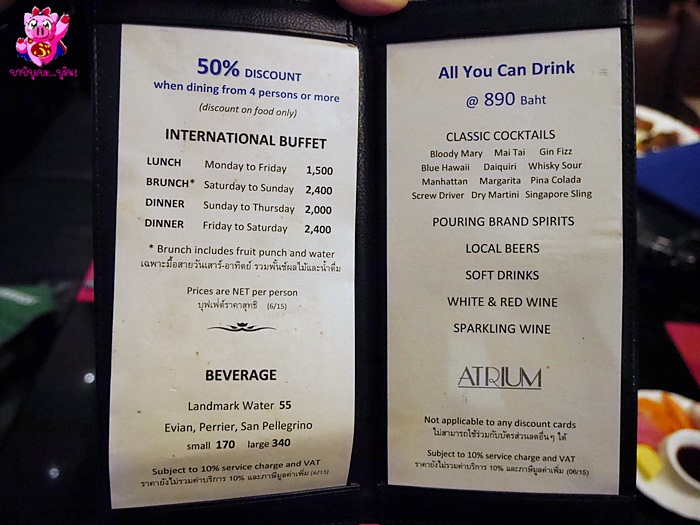 บาบิจูแบะ...จูลั่น!
50% DISCOUNT
when dining from 4 persons or more
(discount on food only)
INTERNATIONAL BUFFET
LUNCH Monday to Friday 1,500
BRUNCH* Saturday to Sunday 2,400
DINNER Sunday to Thursday 2,000
DINNER Friday to Saturday 2,400
* Brunch includes fruit punch and water
เฉพาะมื้อสายวันเสาร์-อาทิตย์ รวมพั้นซ์ผลไม้และน้ำดื่ม
Prices are NET per person
บุฟเฟ่ต์ราคาสุทธิ (6/15)
BEVERAGE
Landmark Water 55
Evian, Perrier, San Pellegrino
small 170 large 340
Subject to 10% service charge and VAT
ราคายังไม่รวมค่าบริการ 10% และภาษีมูลค่าเพิ่ม (6/15)
All You Can Drink
@ 890 Baht
CLASSIC COCKTAILS
Bloody Mary Mai Tai Gin Fizz
Blue Hawaii Daiquiri Whisky Sour
Manhattan Margarita Pina Colada
Screw Driver Dry Martini Singapore Sling
POURING BRAND SPIRITS
LOCAL BEERS
SOFT DRINKS
WHITE & RED WINE
SPARKLING WINE
ATRIUM
Not applicable to any discount cards
ไม่สามารถใช้ร่วมกับบัตรส่วนลดอื่นๆ ได้
Subject to 10% service charge and VAT
ราคายังไม่รวมค่าบริการ 10% และภาษีมูลค่าเพิ่ม (06/15)